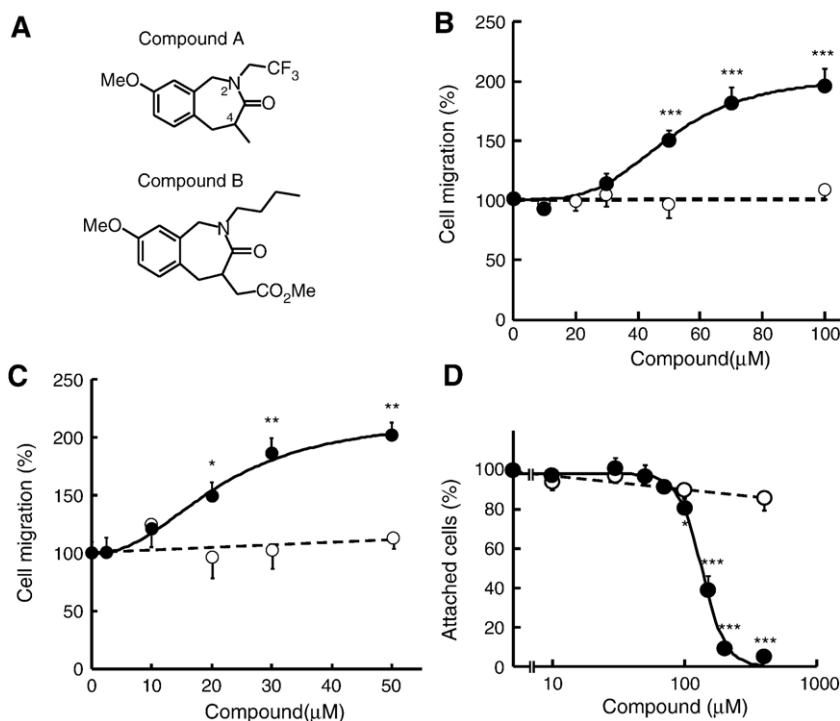 A
Compound A
MeO
N
2
CF3
O
4
Compound B
MeO
N
O
CO2Me
B
Cell migration (%)
250
200
150
100
50
0
*** *** ***
0 20 40 60 80 100
Compound(μM)
C
Cell migration (%)
250
200
150
100
50
0
* ** **
0 10 20 30 40 50
Compound(μM)
D
Attached cells (%)
100
80
60
40
20
0
*
***
***
***
10 100 1000
Compound (μM)